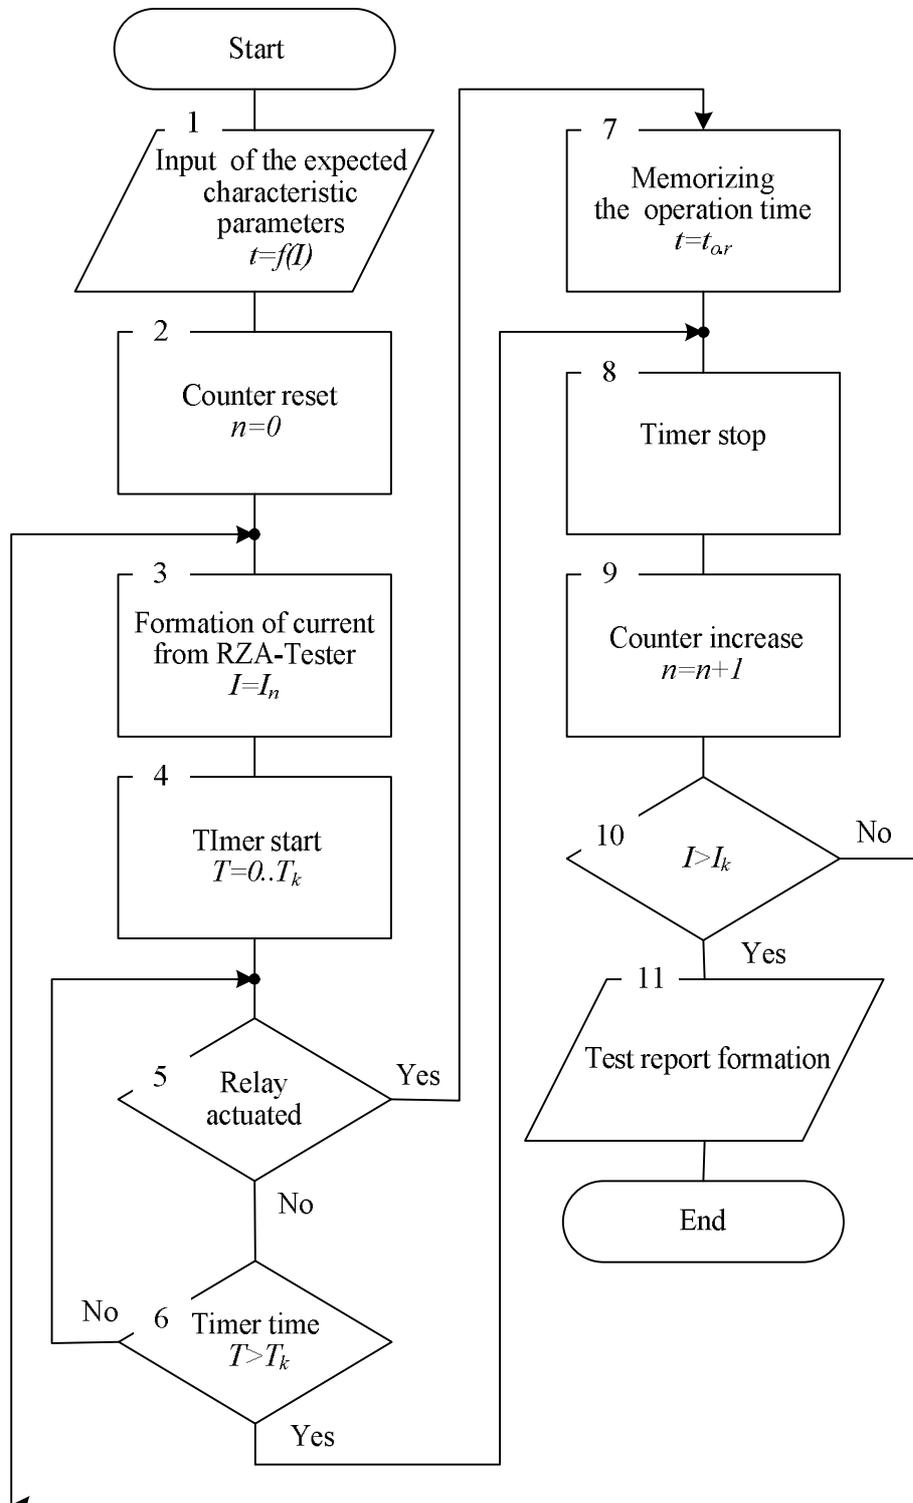 Start
1
Input of the expected
characteristic
parameters
t=f(I)
2
Counter reset
n=0
3
Formation of current
from RZA-Tester
I=Iₙ
4
TImer start
T=0..Tₖ
5
Relay
actuated
Yes
No
6
Timer time
T>Tₖ
No
Yes
7
Memorizing
the operation time
t=to.r
8
Timer stop
9
Counter increase
n=n+1
10
I>Iₖ
No
Yes
11
Test report formation
End